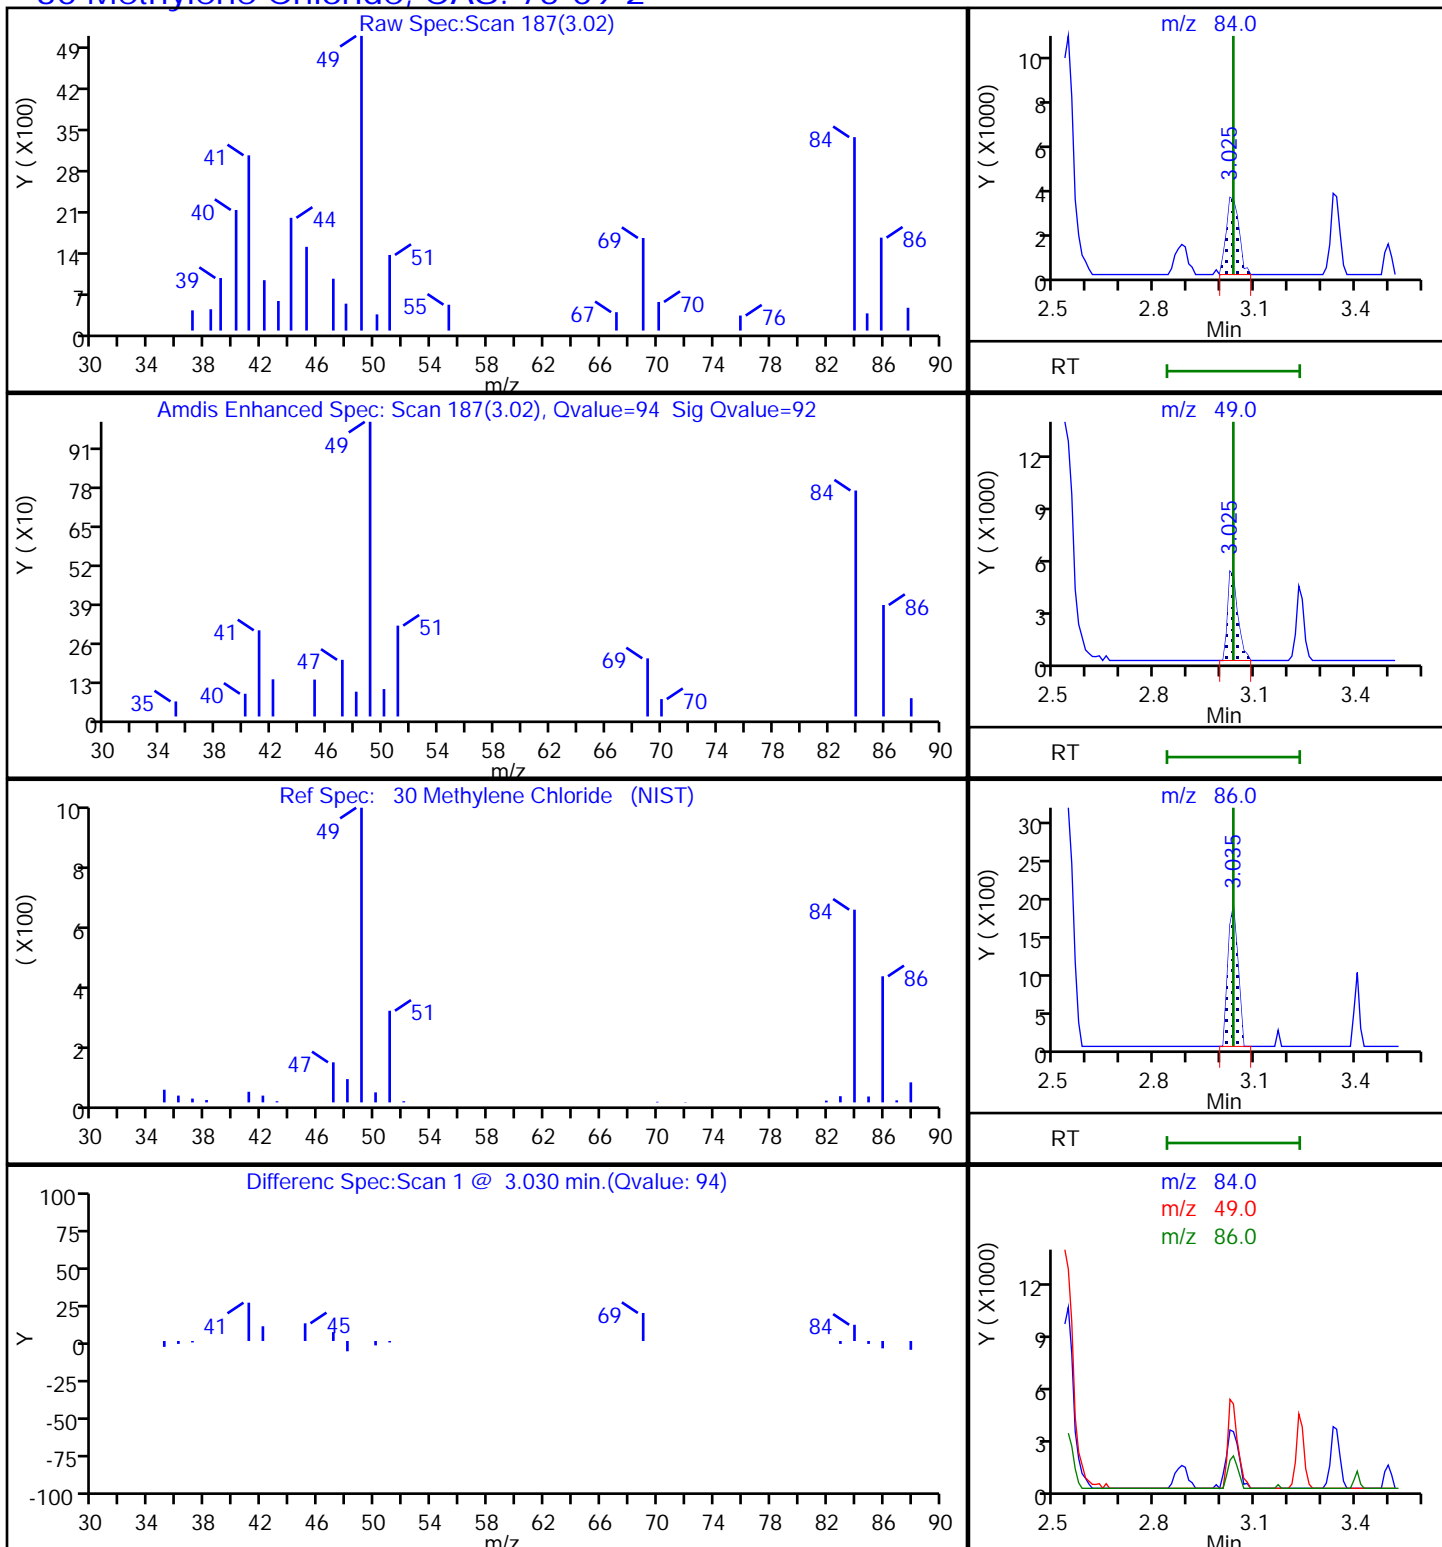 30 Methylene Chloride, CAS: 75-09-2
Raw Spec:Scan 187(3.02)
Y ( X100)
49
42
35
28
21
14
7
0
39
40
41
44
49
51
55
67
69
70
76
84
86
30 34 38 42 46 50 54 58 62 66 70 74 78 82 86 90
m/z
m/z 84.0
Y ( X1000)
10
8
6
4
2
0
3.025
2.5 2.8 3.1 3.4
Min
RT
Amdis Enhanced Spec: Scan 187(3.02), Qvalue=94 Sig Qvalue=92
Y ( X10)
91
78
65
52
39
26
13
0
35
40
41
47
49
51
69
70
84
86
30 34 38 42 46 50 54 58 62 66 70 74 78 82 86 90
m/z
m/z 49.0
Y ( X1000)
12
9
6
3
0
3.025
2.5 2.8 3.1 3.4
Min
RT
Ref Spec: 30 Methylene Chloride (NIST)
( X100)
10
8
6
4
2
0
47
49
51
84
86
30 34 38 42 46 50 54 58 62 66 70 74 78 82 86 90
m/z 86.0
Y ( X100)
30
25
20
15
10
5
0
3.035
2.5 2.8 3.1 3.4
Min
RT
Differenc Spec:Scan 1 @ 3.030 min.(Qvalue: 94)
Y
100
75
50
25
0
-25
-50
-75
-100
41
45
69
84
30 34 38 42 46 50 54 58 62 66 70 74 78 82 86 90
m/z
m/z 84.0
m/z 49.0
m/z 86.0
Y ( X1000)
12
9
6
3
0
2.5 2.8 3.1 3.4
Min